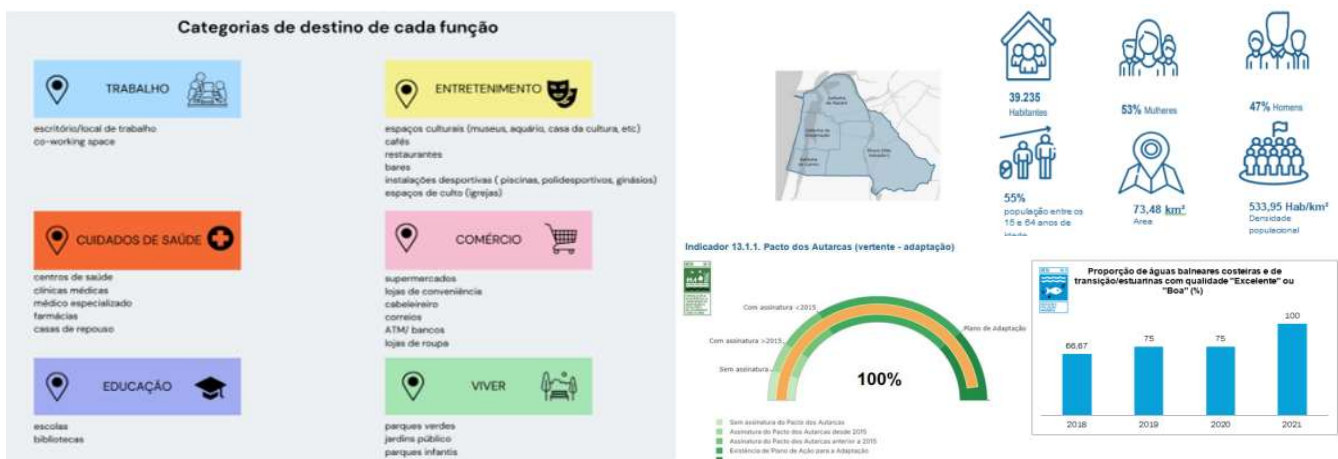 Categorias de destino de cada função
TRABALHO
escritório/local de trabalho
co-working space
ENTRETENIMENTO
espaços culturais (museus, aquário, casa da cultura, etc)
cafés
restaurantes
bares
instalações desportivas ( piscinas, polidesportivos, ginásios)
espaços de culto (igrejas)
CUIDADOS DE SAÚDE
centros de saúde
clínicas médicas
médico especializado
farmácias
casas de repouso
COMÉRCIO
supermercados
lojas de conveniência
cabeleireiro
correios
ATM/ bancos
lojas de roupa
EDUCAÇÃO
escolas
bibliotecas
VIVER
parques verdes
jardins público
parques infantis
39.235
Habitantes
53% Mulheres
47% Homens
55%
população entre os
15 e 64 anos de
idade
73,48 km²
Área
533,95 Hab/km²
Densidade
populacional
Indicador 13.1.1. Pacto dos Autarcas (vertente - adaptação)
Com assinatura <2015
Com assinatura >2015
Sem assinatura
Plano de Adaptação
100%
Sem assinatura do Pacto dos Autarcas
Assinatura do Pacto dos Autarcas desde 2015
Assinatura do Pacto dos Autarcas anterior a 2015
Existência de Plano de Ação para a Adaptação
Proporção de águas balneares costeiras e de
transição/estuarinas com qualidade "Excelente" ou
"Boa" (%)
66,67
75
75
100
2018
2019
2020
2021